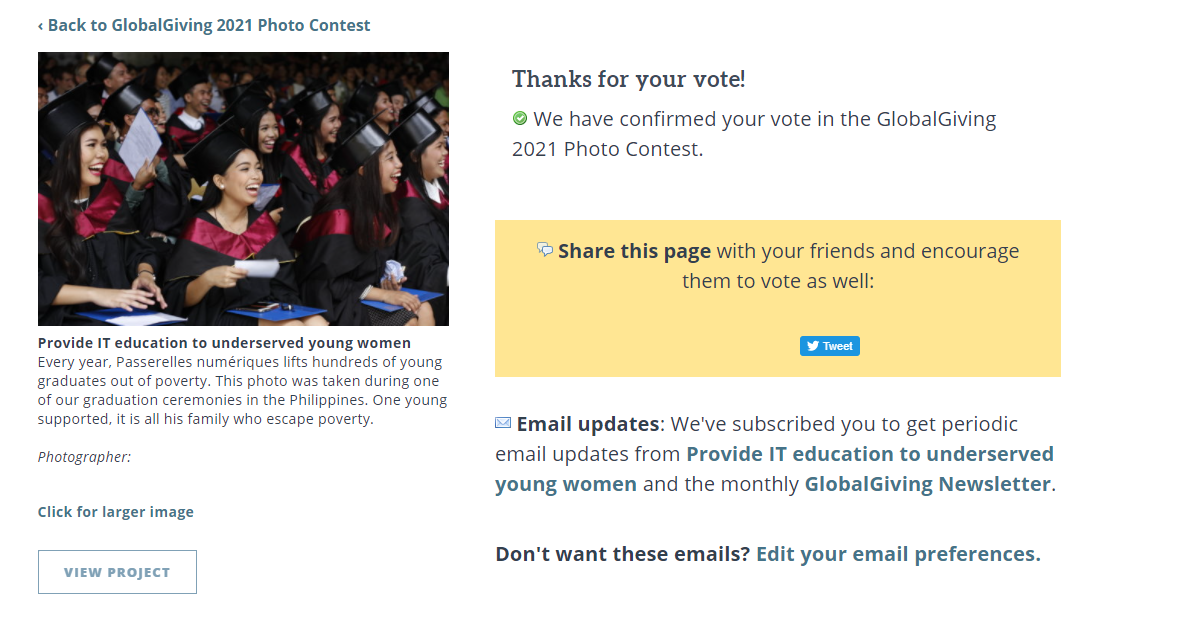 ‹ Back to GlobalGiving 2021 Photo Contest
Provide IT education to underserved young women
Every year, Passerelles numériques lifts hundreds of young
graduates out of poverty. This photo was taken during one
of our graduation ceremonies in the Philippines. One young
supported, it is all his family who escape poverty.
Photographer:
Click for larger image
VIEW PROJECT
Thanks for your vote!
We have confirmed your vote in the GlobalGiving
2021 Photo Contest.
Share this page with your friends and encourage
them to vote as well:
Tweet
Email updates: We've subscribed you to get periodic
email updates from Provide IT education to underserved
young women and the monthly GlobalGiving Newsletter.
Don't want these emails? Edit your email preferences.